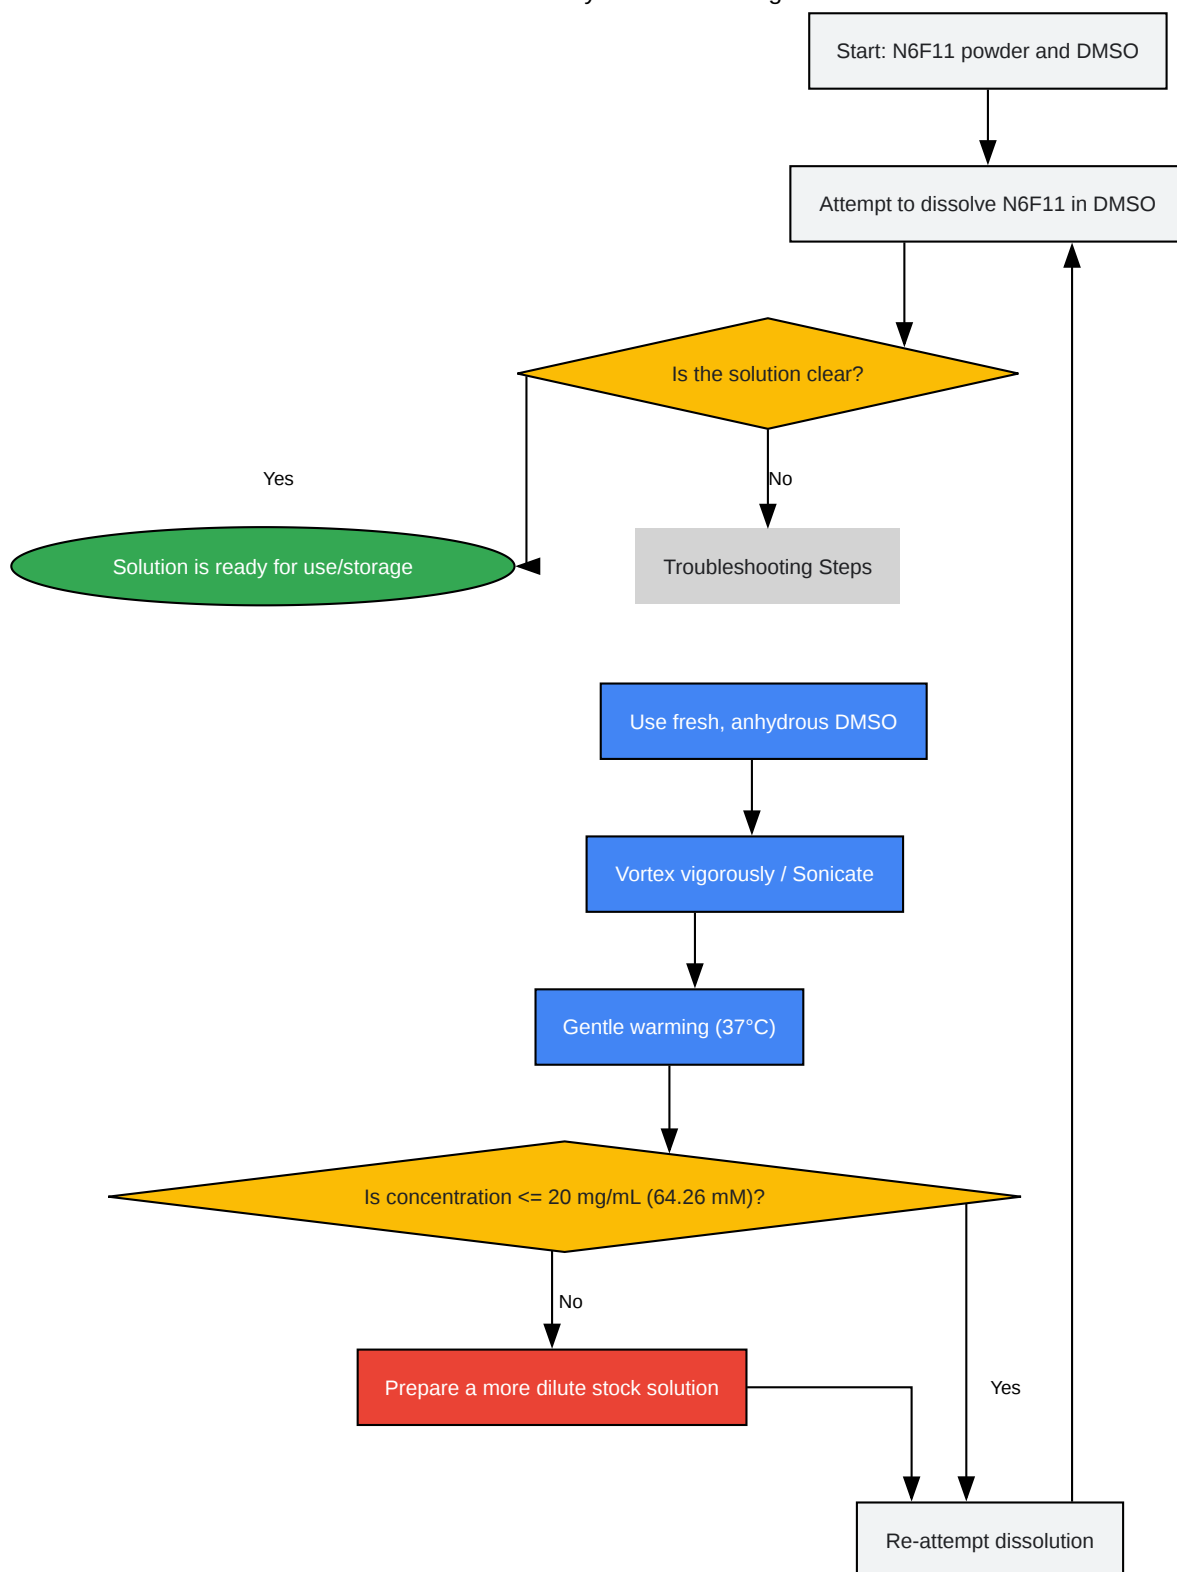 Start: N6F11 powder and DMSO
Attempt to dissolve N6F11 in DMSO
Is the solution clear?
Yes
No
Solution is ready for use/storage
Troubleshooting Steps
Use fresh, anhydrous DMSO
Vortex vigorously / Sonicate
Gentle warming (37°C)
Is concentration <= 20 mg/mL (64.26 mM)?
No
Prepare a more dilute stock solution
Yes
Re-attempt dissolution